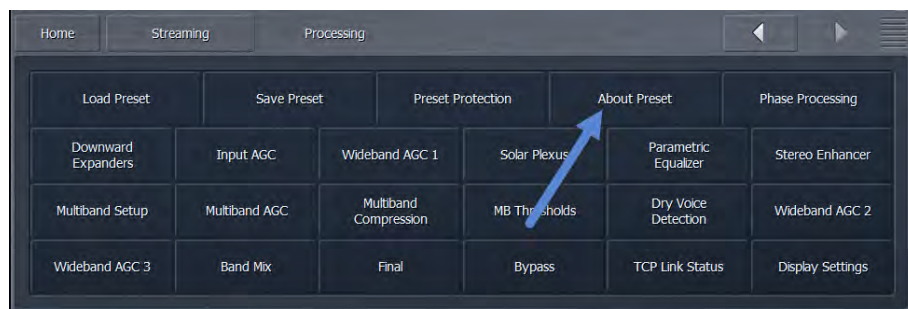 Home Streaming Processing
Load Preset Save Preset Preset Protection About Preset Phase Processing
Downward
Expanders
Input AGC Wideband AGC 1 Solar Plexus
Parametric
Equalizer
Stereo Enhancer
Multiband Setup Multiband AGC
Multiband
Compression
MB Thresholds
Dry Voice
Detection
Wideband AGC 2
Wideband AGC 3 Band Mix Final Bypass TCP Link Status Display Settings